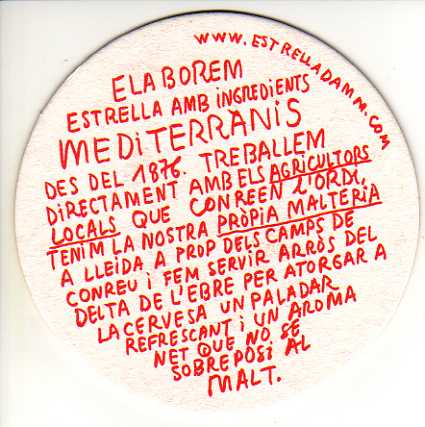 www.ESTRELLADAMM.COM
ELABOREM
ESTRELLA AMB INGREDIENTS
MEDITERRANIS
DES DEL 1876. TREBALLEM
DIRECTAMENT AMB ELS AGRICULTORS
LOCALS QUE CONREEN L'ORDI,
TENIM LA NOSTRA PRÒPIA MALTERIA
A LLEIDA A PROP DELS CAMPS DE
CONREU i FEM SERVIR ARRÒS DEL
DELTA DE L'EBRE PER ATORGAR A
LA CERVESA UN PALADAR
REFRESCANT i UN AROMA
NET QUE NO SE
SOBREPOSI AL
MALT.